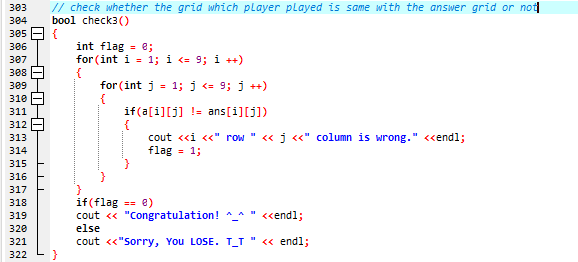 303 // check whether the grid which player played is same with the answer grid or not
304 bool check3()
305 {
306 int flag = 0;
307 for(int i = 1; i <= 9; i ++)
308 {
309 for(int j = 1; j <= 9; j ++)
310 {
311 if(a[i][j] != ans[i][j])
312 {
313 cout <<i <<" row " << j <<" column is wrong." <<endl;
314 flag = 1;
315 }
316 }
317 }
318 if(flag == 0)
319 cout << "Congratulation! ^_^ " <<endl;
320 else
321 cout <<"Sorry, You LOSE. T_T " << endl;
322 }